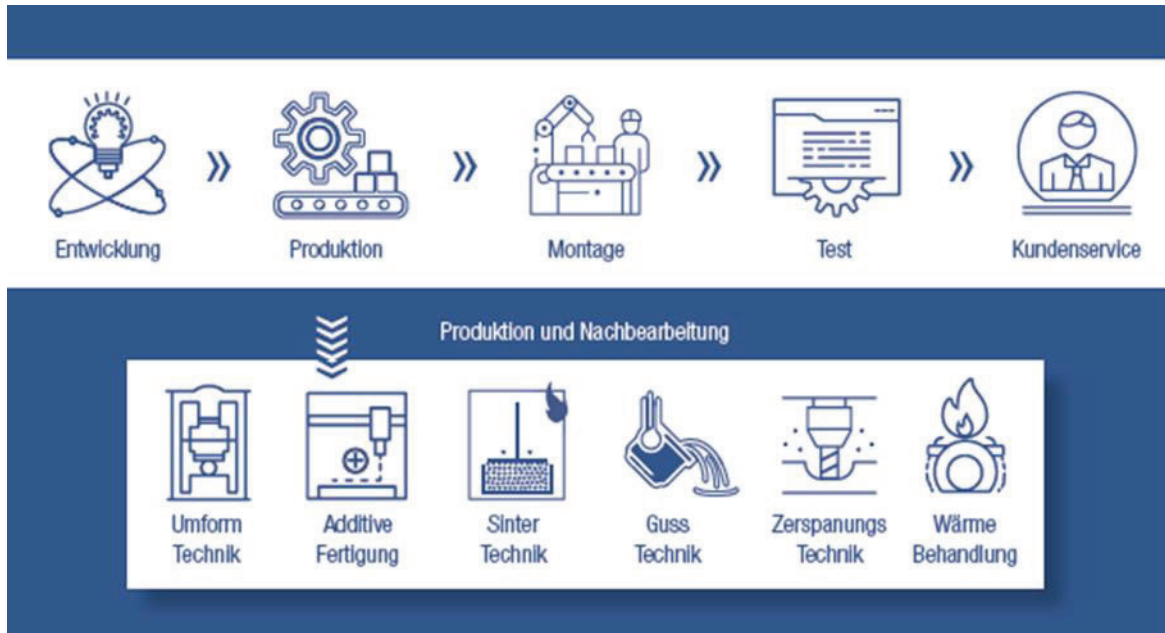 Entwicklung
Produktion
Montage
Test
Kundenservice
Produktion und Nachbearbeitung
Umform
Technik
Additive
Fertigung
Sinter
Technik
Guss
Technik
Zerspanungs
Technik
Wärme
Behandlung